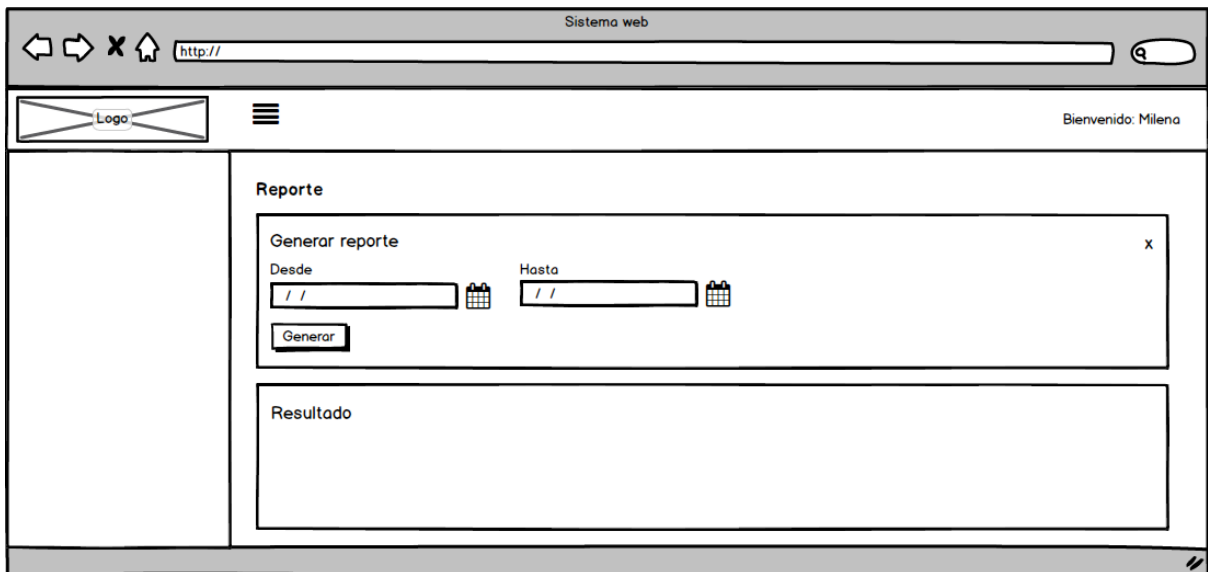 Sistema web
http://
Logo
Bienvenido: Milena
Reporte
Generar reporte
x
Desde
Hasta
/ /
/ /
Generar
Resultado